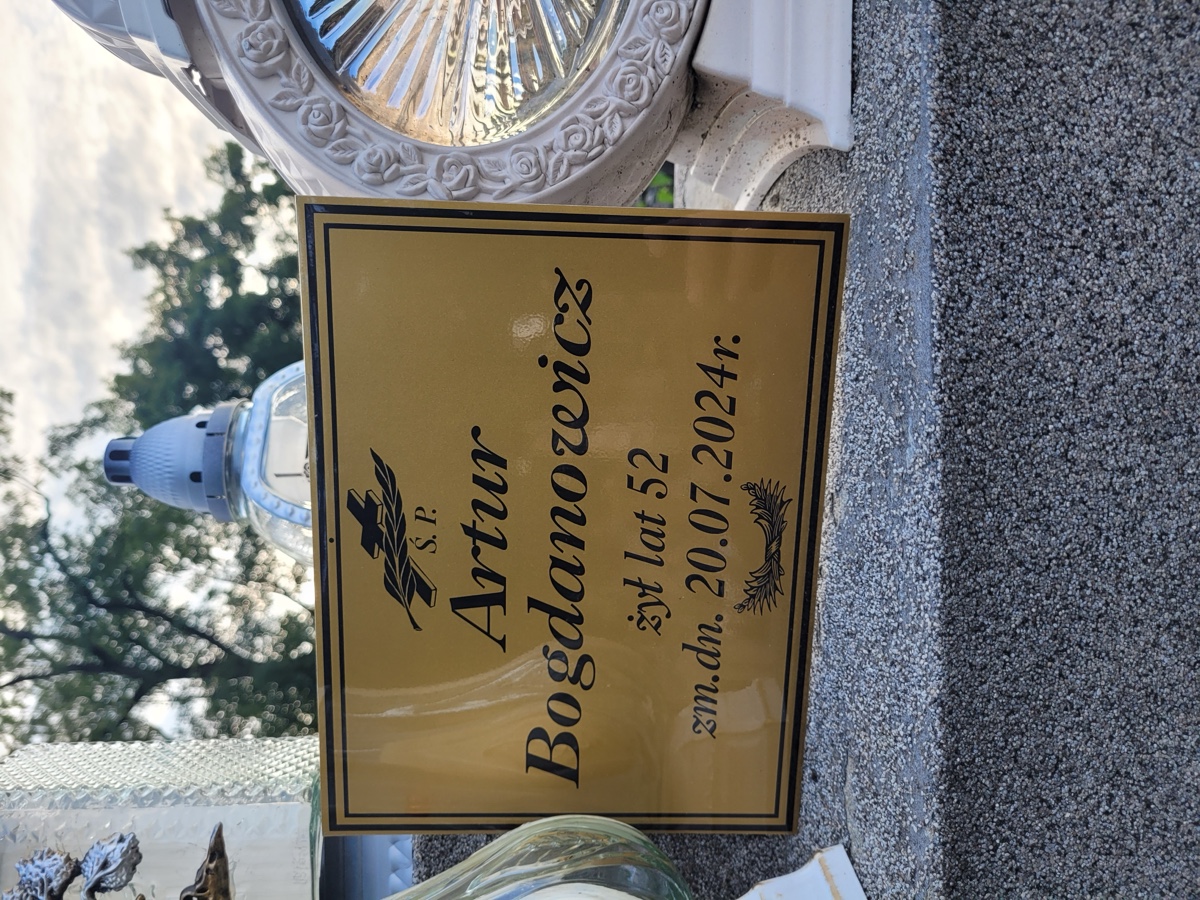 Ś. P.
Artur
Bogdanowicz
żył lat 52
zm.dn. 20.07.2024r.